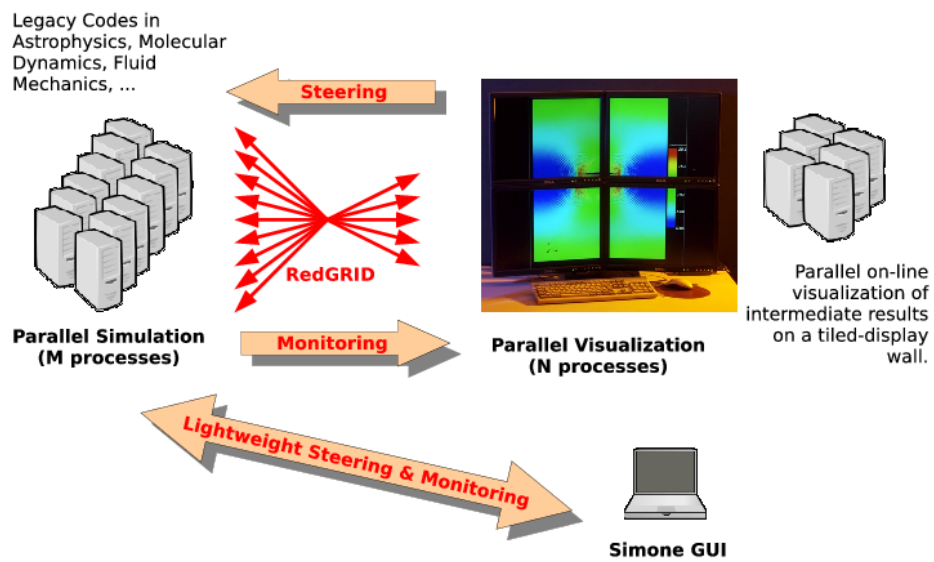 Legacy Codes in
Astrophysics, Molecular
Dynamics, Fluid
Mechanics, ...
Steering
RedGRID
Parallel Simulation
(M processes)
Monitoring
Parallel Visualization
(N processes)
Parallel on-line
visualization of
intermediate results
on a tiled-display
wall.
Lightweight Steering & Monitoring
Simone GUI